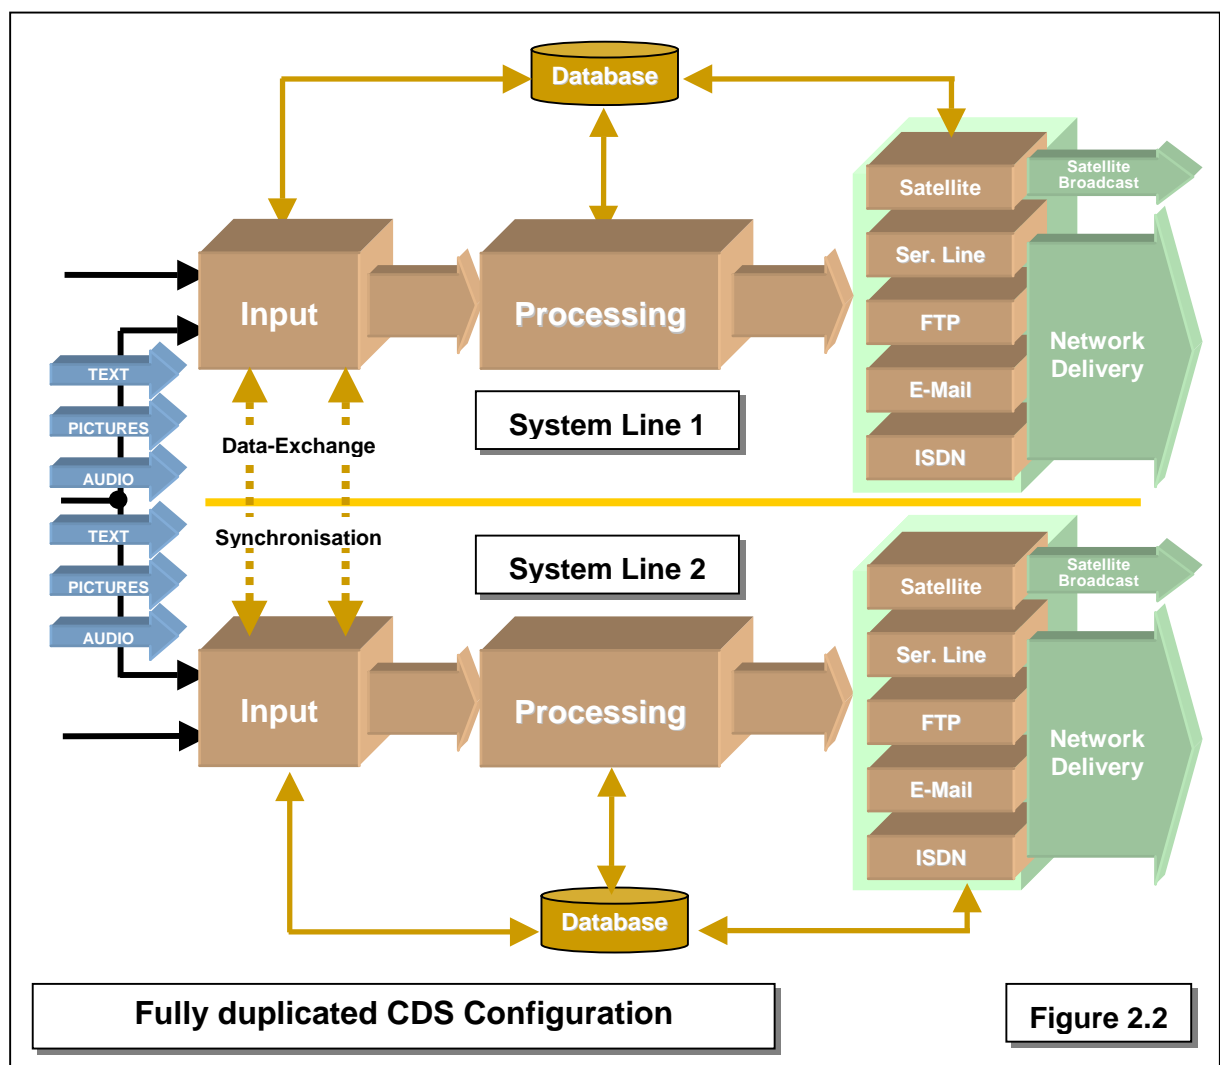 Database
Satellite
Satellite
Broadcast
Ser. Line
Input
Processing
FTP
Network
Delivery
TEXT
E-Mail
PICTURES
System Line 1
Data-Exchange
ISDN
AUDIO
TEXT
Synchronisation
System Line 2
Satellite
Satellite
Broadcast
PICTURES
AUDIO
Ser. Line
Input
Processing
FTP
Network
Delivery
E-Mail
ISDN
Database
Fully duplicated CDS Configuration
Figure 2.2